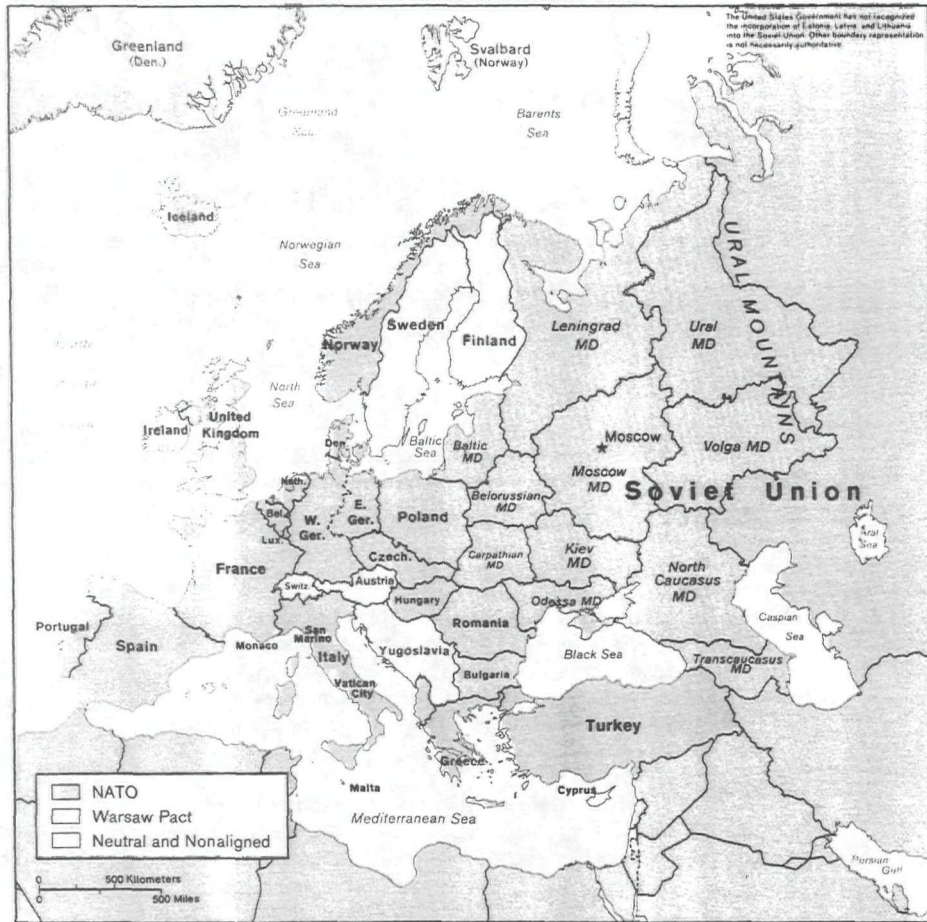 The United States Government has not recognized
the incorporation of Estonia, Latvia, and Lithuania
into the Soviet Union. Other boundary representation
is not necessarily authoritative.
Greenland
(Den.)
Svalbard
(Norway)
Greenland
Sea
Barents
Sea
Iceland
Norwegian
Sea
URAL MOUNTAINS
Sweden
Norway
Finland
Leningrad
MD
Ural
MD
North
Sea
United
Kingdom
Ireland
Den.
Baltic
Sea
Baltic
MD
Moscow
Moscow
MD
Volga MD
Soviet Union
Neth.
Bel.
Lux.
W.
Ger.
E.
Ger.
Poland
Belorussian
MD
Aral
Sea
France
Czech.
Carpathian
MD
Kiev
MD
North
Caucasus
MD
Switz.
Austria
Hungary
Odessa MD
Romania
Caspian
Sea
Portugal
Spain
Monaco
San
Marino
Italy
Yugoslavia
Black Sea
Transcaucasus
MD
Vatican
City
Bulgaria
Turkey
Greece
Malta
Cyprus
Mediterranean Sea
Persian
Gulf
NATO
Warsaw Pact
Neutral and Nonaligned
0 500 Kilometers
0 500 Miles